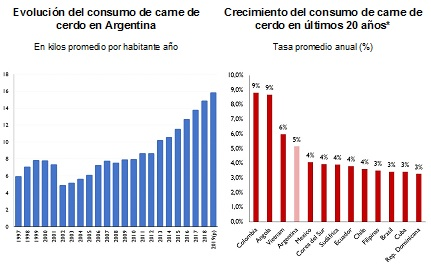 Evolución del consumo de carne de
cerdo en Argentina
En kilos promedio por habitante año
18
16
14
12
10
8
6
4
2
0
1997
1998
1999
2000
2001
2002
2003
2004
2005
2006
2007
2008
2009
2010
2011
2012
2013
2014
2015
2016
2017
2018
2019(p)
Crecimiento del consumo de carne de
cerdo en últimos 20 años*
Tasa promedio anual (%)
10,0%
9,0%
8,0%
7,0%
6,0%
5,0%
4,0%
3,0%
2,0%
1,0%
0,0%
9%
9%
6%
5%
4%
4%
4%
4%
4%
3%
3%
3%
3%
Colombia
Angola
Vietnam
Argentina
Mexico
Corea del Sur
Sudáfrica
Ecuador
Chile
Filipinas
Brasil
Cuba
Rep. Dominicana